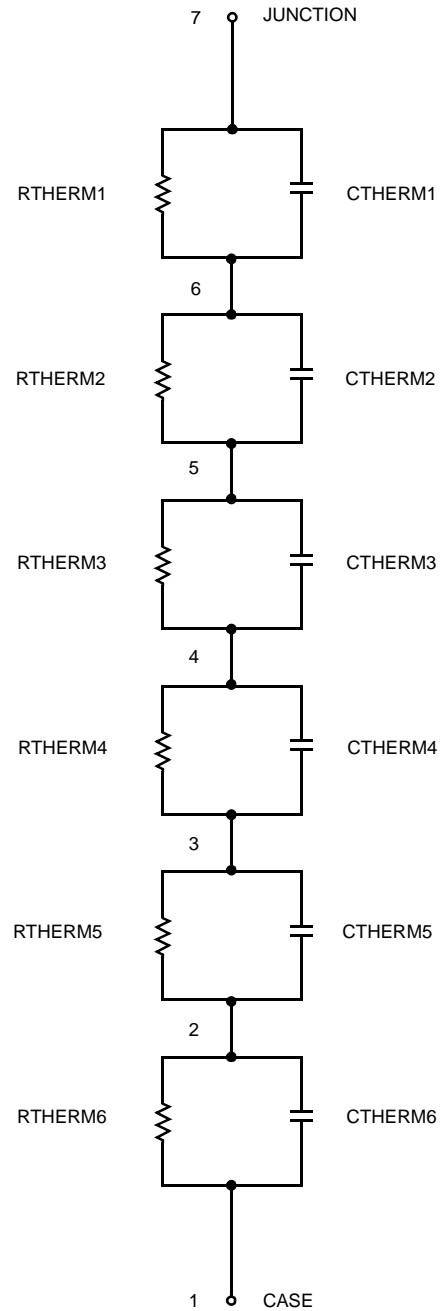 7 JUNCTION
RTHERM1 CTHERM1
6
RTHERM2 CTHERM2
5
RTHERM3 CTHERM3
4
RTHERM4 CTHERM4
3
RTHERM5 CTHERM5
2
RTHERM6 CTHERM6
1 CASE